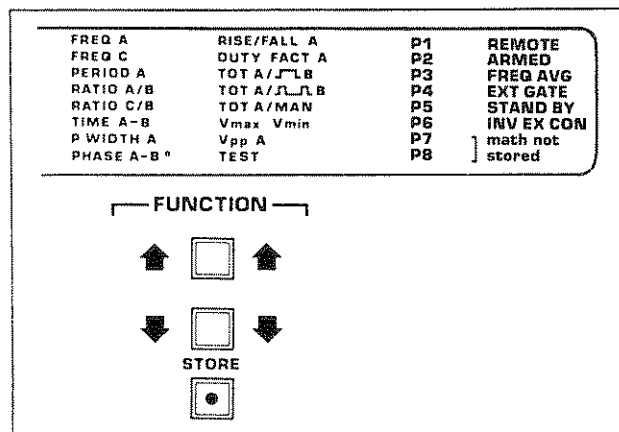 FREQ A RISE/FALL A P1 REMOTE
FREQ C DUTY FACT A P2 ARMED
PERIOD A TOT A/ B P3 FREQ AVG
RATIO A/B TOT A/ B P4 EXT GATE
RATIO C/B TOT A/MAN P5 STAND BY
TIME A-B Vmax Vmin P6 INV EX CON
P WIDTH A Vpp A P7 math not
PHASE A-B° TEST P8 stored
FUNCTION
STORE